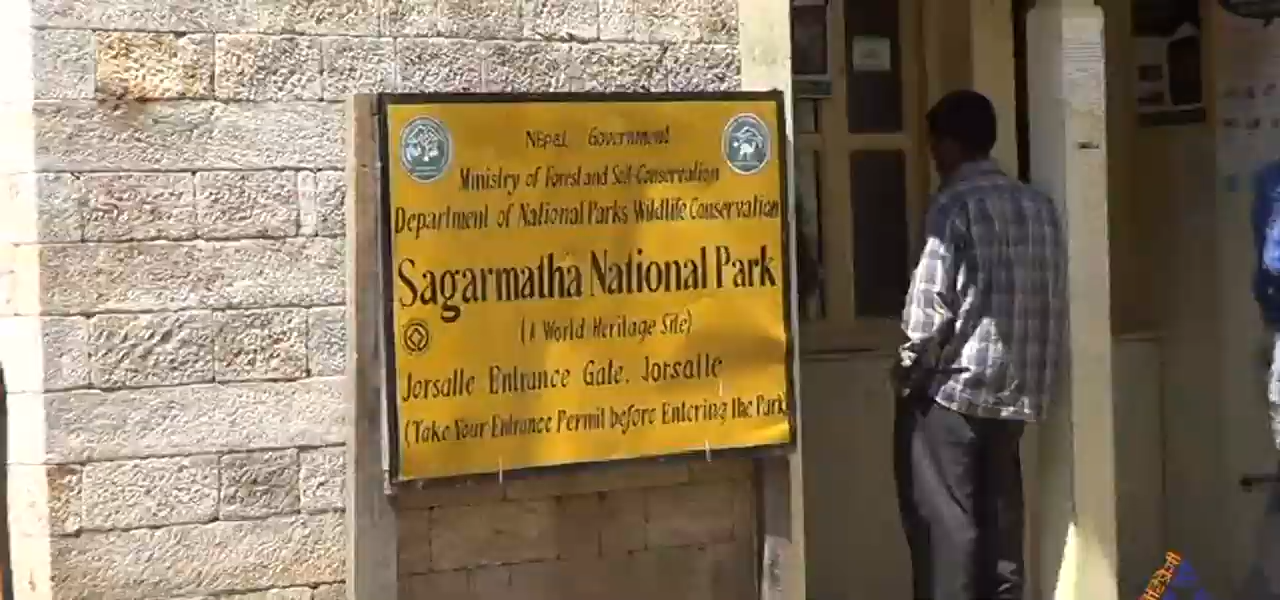 Nepal Government
Ministry of Forest and Soil Conservation
Department of National Parks Wildlife Conservation
Sagarmatha National Park
(A World Heritage Site)
Jorsalle Entrance Gate, Jorsalle
(Take Your Entrance Permit before Entering the Park)